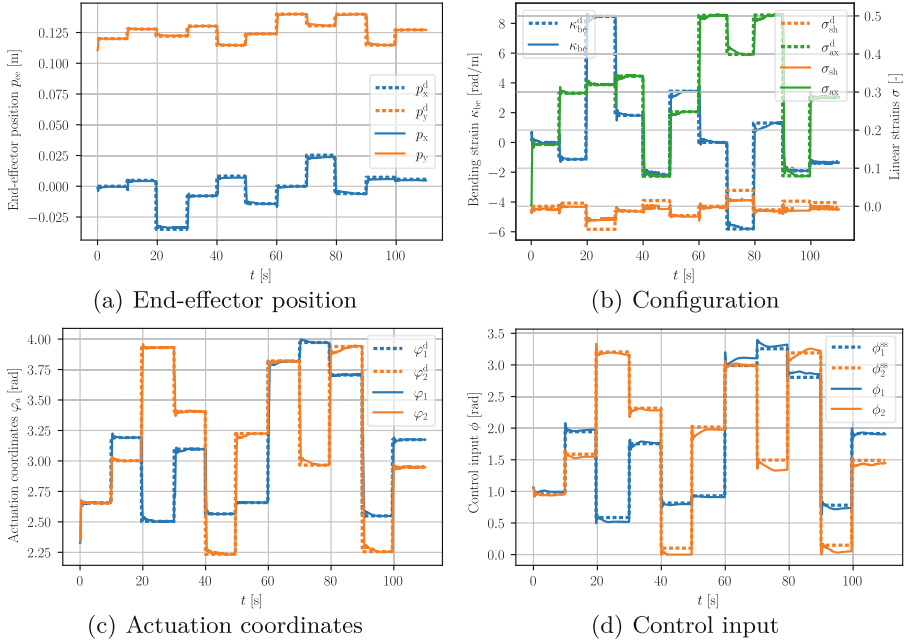 0.125
0.100
0.075
0.050
0.025
0.000
−0.025
End-effector position p_ee [m]
p_x^d
p_y^d
p_x
p_y
0 20 40 60 80 100
t [s]
(a) End-effector position
8
6
4
2
0
−2
−4
−6
Bending strain κ_be [rad/m]
κ_be^d
κ_be
σ_sh^d
σ_ax^d
σ_sh
σ_ax
0.5
0.4
0.3
0.2
0.1
0.0
Linear strains σ [-]
0 20 40 60 80 100
t [s]
(b) Configuration
4.00
3.75
3.50
3.25
3.00
2.75
2.50
2.25
Actuation coordinates φ_a [rad]
φ_1^d
φ_2^d
φ_1
φ_2
0 20 40 60 80 100
t [s]
(c) Actuation coordinates
3.5
3.0
2.5
2.0
1.5
1.0
0.5
0.0
Control input ϕ [rad]
ϕ_1^ss
ϕ_2^ss
ϕ_1
ϕ_2
0 20 40 60 80 100
t [s]
(d) Control input